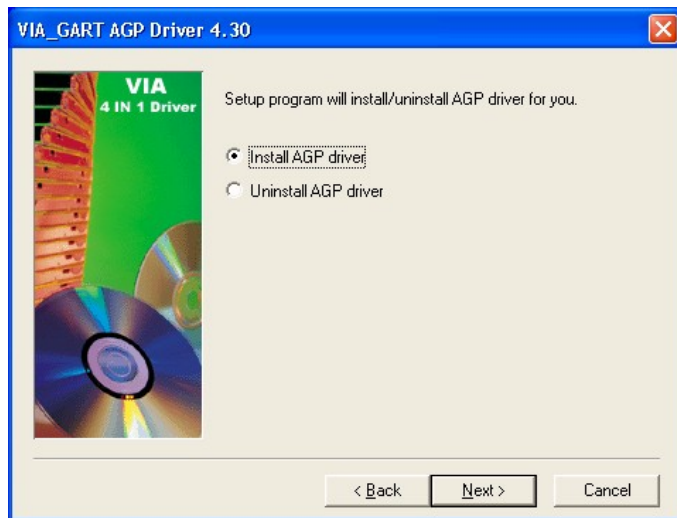 VIA_GART AGP Driver 4.30
VIA
4 IN 1 Driver
Setup program will install/uninstall AGP driver for you.
Install AGP driver
Uninstall AGP driver
< Back
Next >
Cancel